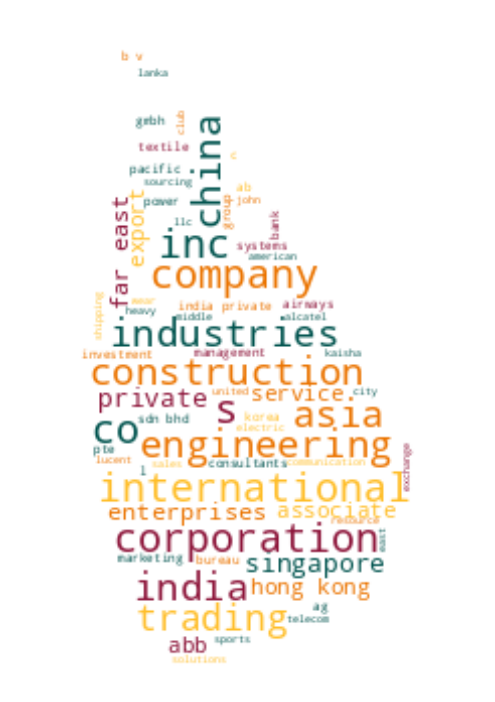 b v
lanka
gmbh
club
china
textile
c
pacific
sourcing
ab
power
export
far east
group
john
llc
bank
inc
systems
american
company
shipping
wear
heavy
india private
airways
middle
alcatel
industries
investment
management
kaisha
construction
private
united
service
city
s
asia
co
sdn bhd
korea
electric
engineering
pte
lucent
l
sales
consultants
communication
exchange
international
enterprises
associate
resource
corporation
east
marketing
bureau
singapore
india
hong kong
trading
ag
telecom
abb
sports
solutions